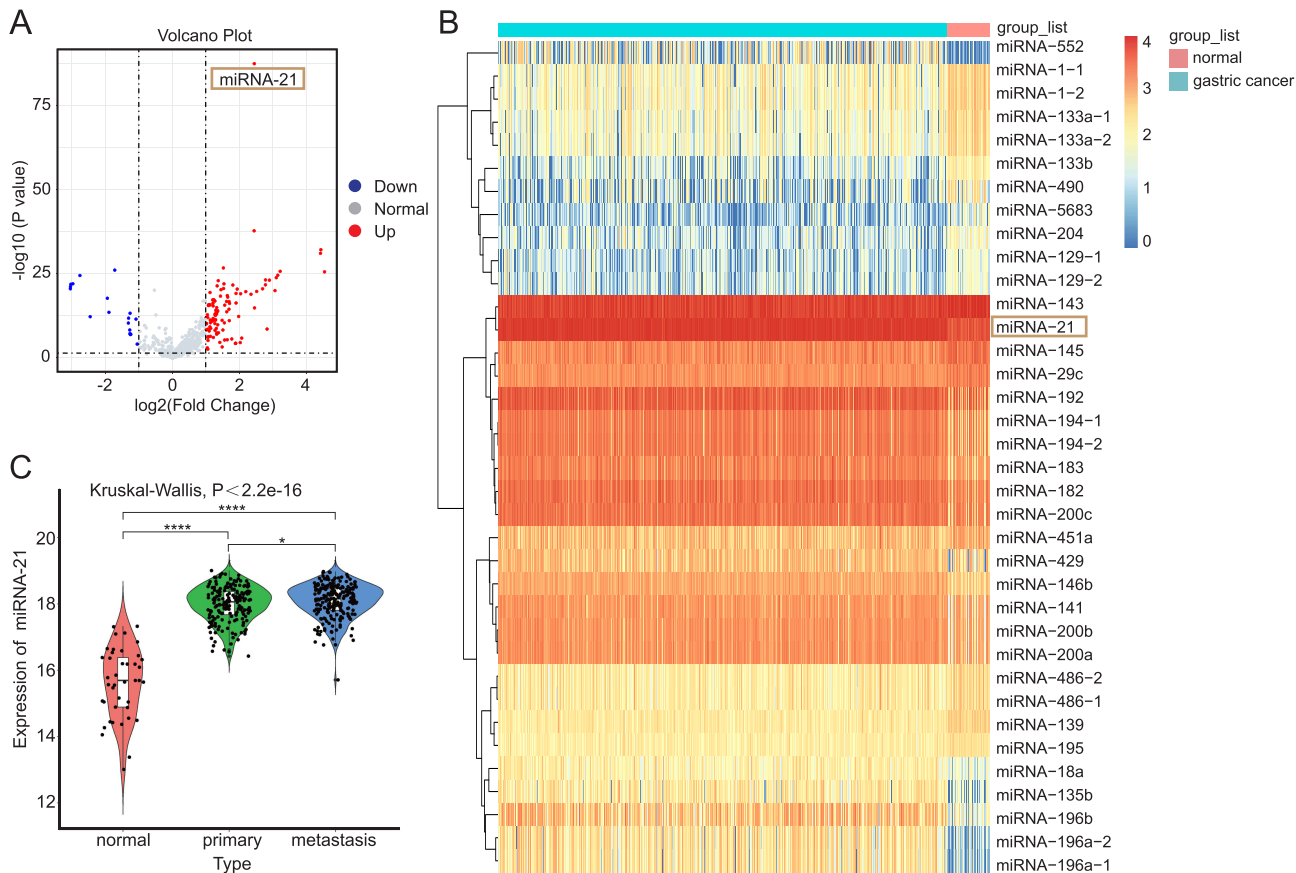 A
Volcano Plot
miRNA-21
75
50
25
0
-log10 (P value)
-2
0
2
4
log2(Fold Change)
Down
Normal
Up
B
group_list
miRNA−552
miRNA−1−1
miRNA−1−2
miRNA−133a−1
miRNA−133a−2
miRNA−133b
miRNA−490
miRNA−5683
miRNA−204
miRNA−129−1
miRNA−129−2
miRNA−143
miRNA−21
miRNA−145
miRNA−29c
miRNA−192
miRNA−194−1
miRNA−194−2
miRNA−183
miRNA−182
miRNA−200c
miRNA−451a
miRNA−429
miRNA−146b
miRNA−141
miRNA−200b
miRNA−200a
miRNA−486−2
miRNA−486−1
miRNA−139
miRNA−195
miRNA−18a
miRNA−135b
miRNA−196b
miRNA−196a−2
miRNA−196a−1
4
3
2
1
0
group_list
normal
gastric cancer
C
Kruskal-Wallis, P＜2.2e-16
****
****
*
20
18
16
14
12
Expression of miRNA-21
normal
primary
metastasis
Type